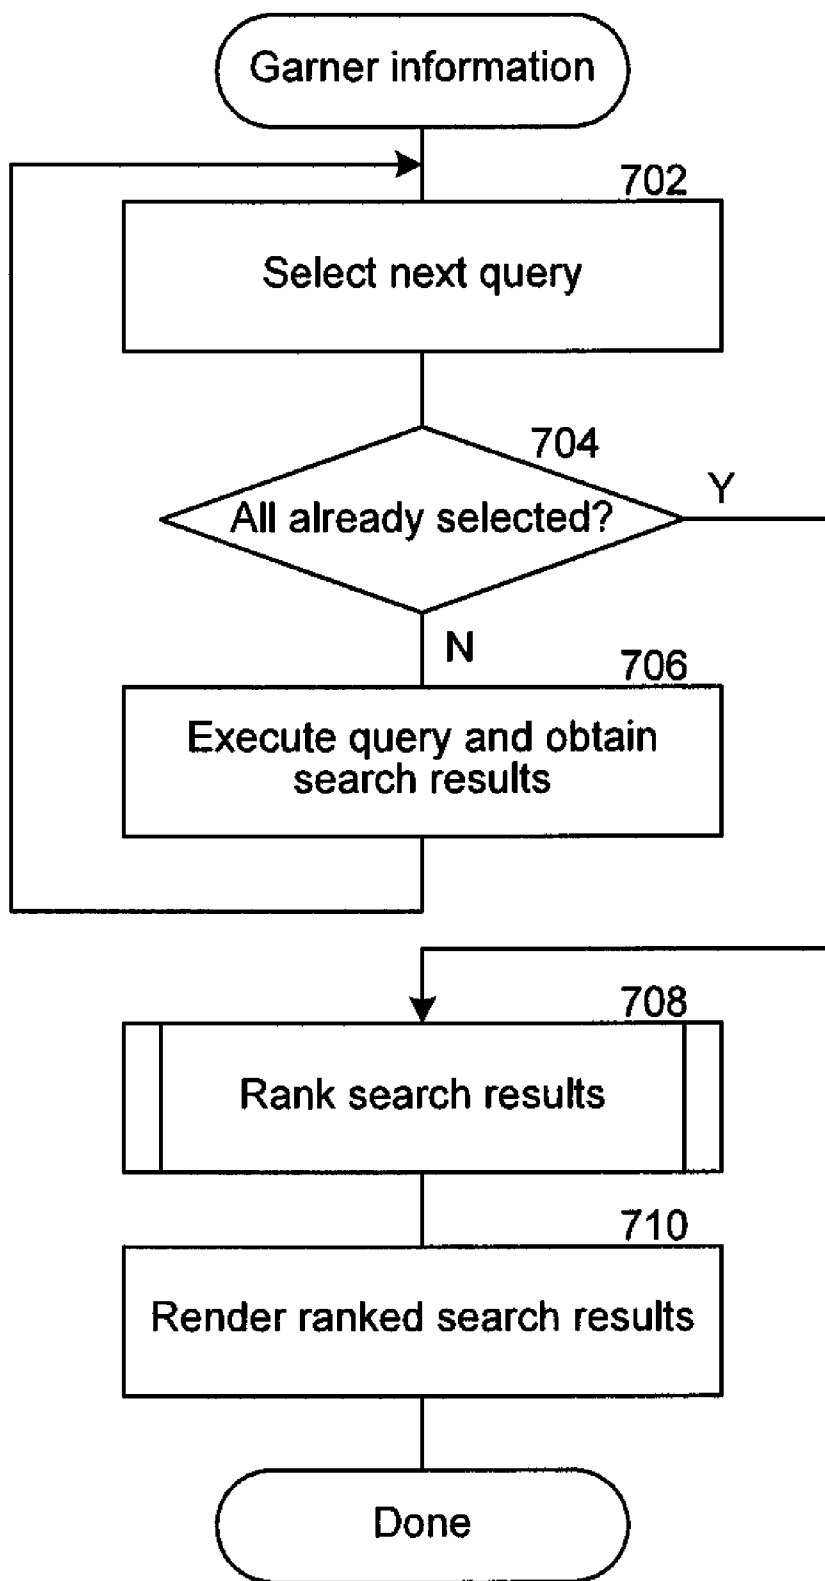 Garner information
702
Select next query
704
All already selected?
Y
N
706
Execute query and obtain
search results
708
Rank search results
710
Render ranked search results
Done